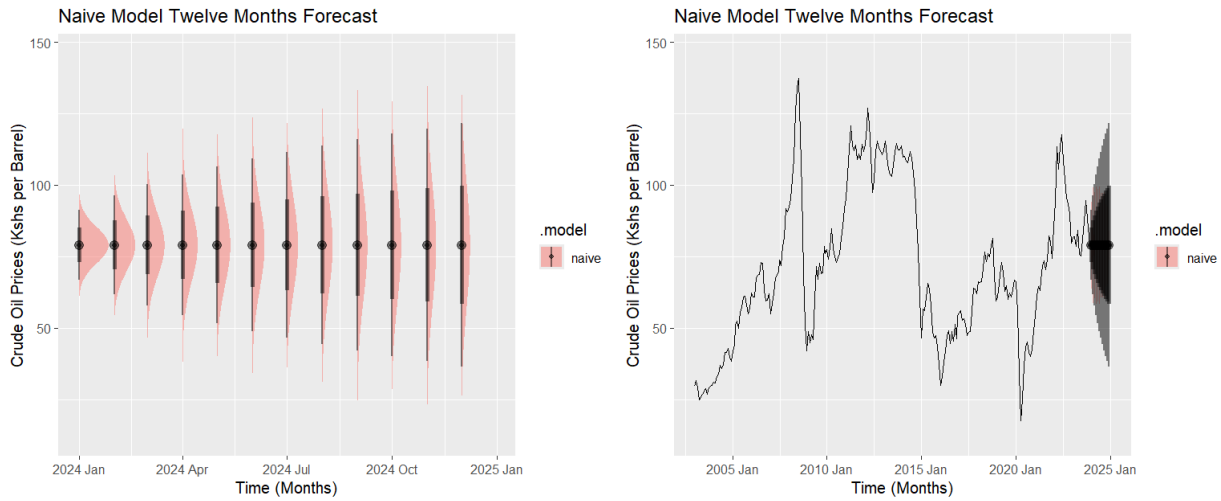 Naive Model Twelve Months Forecast
150
100
50
Crude Oil Prices (Kshs per Barrel)
2024 Jan
2024 Apr
2024 Jul
2024 Oct
2025 Jan
Time (Months)
.model
naive
Naive Model Twelve Months Forecast
150
100
50
Crude Oil Prices (Kshs per Barrel)
2005 Jan
2010 Jan
2015 Jan
2020 Jan
2025 Jan
Time (Months)
.model
naive